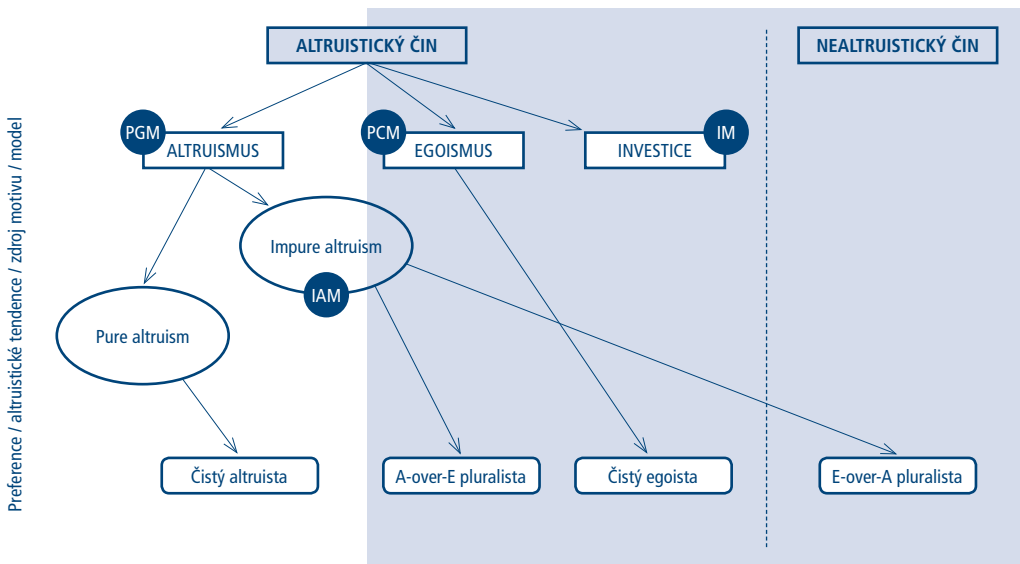 ALTRUISTICKÝ ČIN
NEALTRUISTICKÝ ČIN
PGM
ALTRUISMUS
PCM
EGOISMUS
INVESTICE
IM
Impure altruism
IAM
Pure altruism
Čistý altruista
A-over-E pluralista
Čistý egoista
E-over-A pluralista
Preference / altruistické tendence / zdroj motivu / model